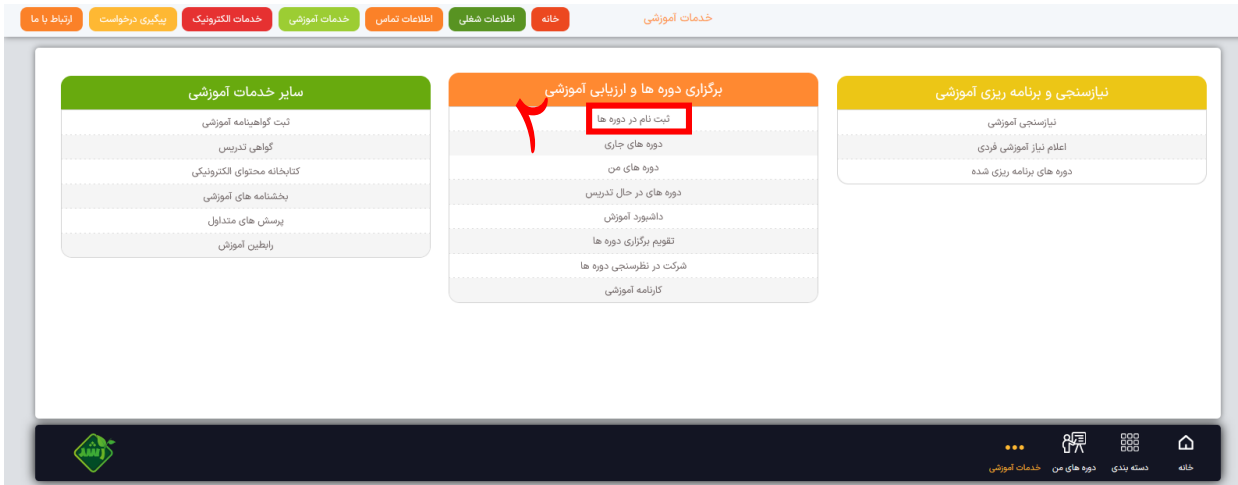 خدمات آموزشی
خانه
اطلاعات شغلی
اطلاعات تماس
خدمات آموزشی
خدمات الکترونیک
پیگیری درخواست
ارتباط با ما
نیازسنجی و برنامه ریزی آموزشی
نیازسنجی آموزشی
اعلام نیاز آموزشی فردی
دوره های برنامه ریزی شده
برگزاری دوره ها و ارزیابی آموزشی
۲
ثبت نام در دوره ها
دوره های جاری
دوره های من
دوره های در حال تدریس
داشبورد آموزش
تقویم برگزاری دوره ها
شرکت در نظرسنجی دوره ها
کارنامه آموزشی
سایر خدمات آموزشی
ثبت گواهینامه آموزشی
گواهی تدریس
کتابخانه محتوای الکترونیکی
بخشنامه های آموزشی
پرسش های متداول
رابطین آموزش
خانه
دسته بندی
دوره های من
خدمات آموزشی
رشد